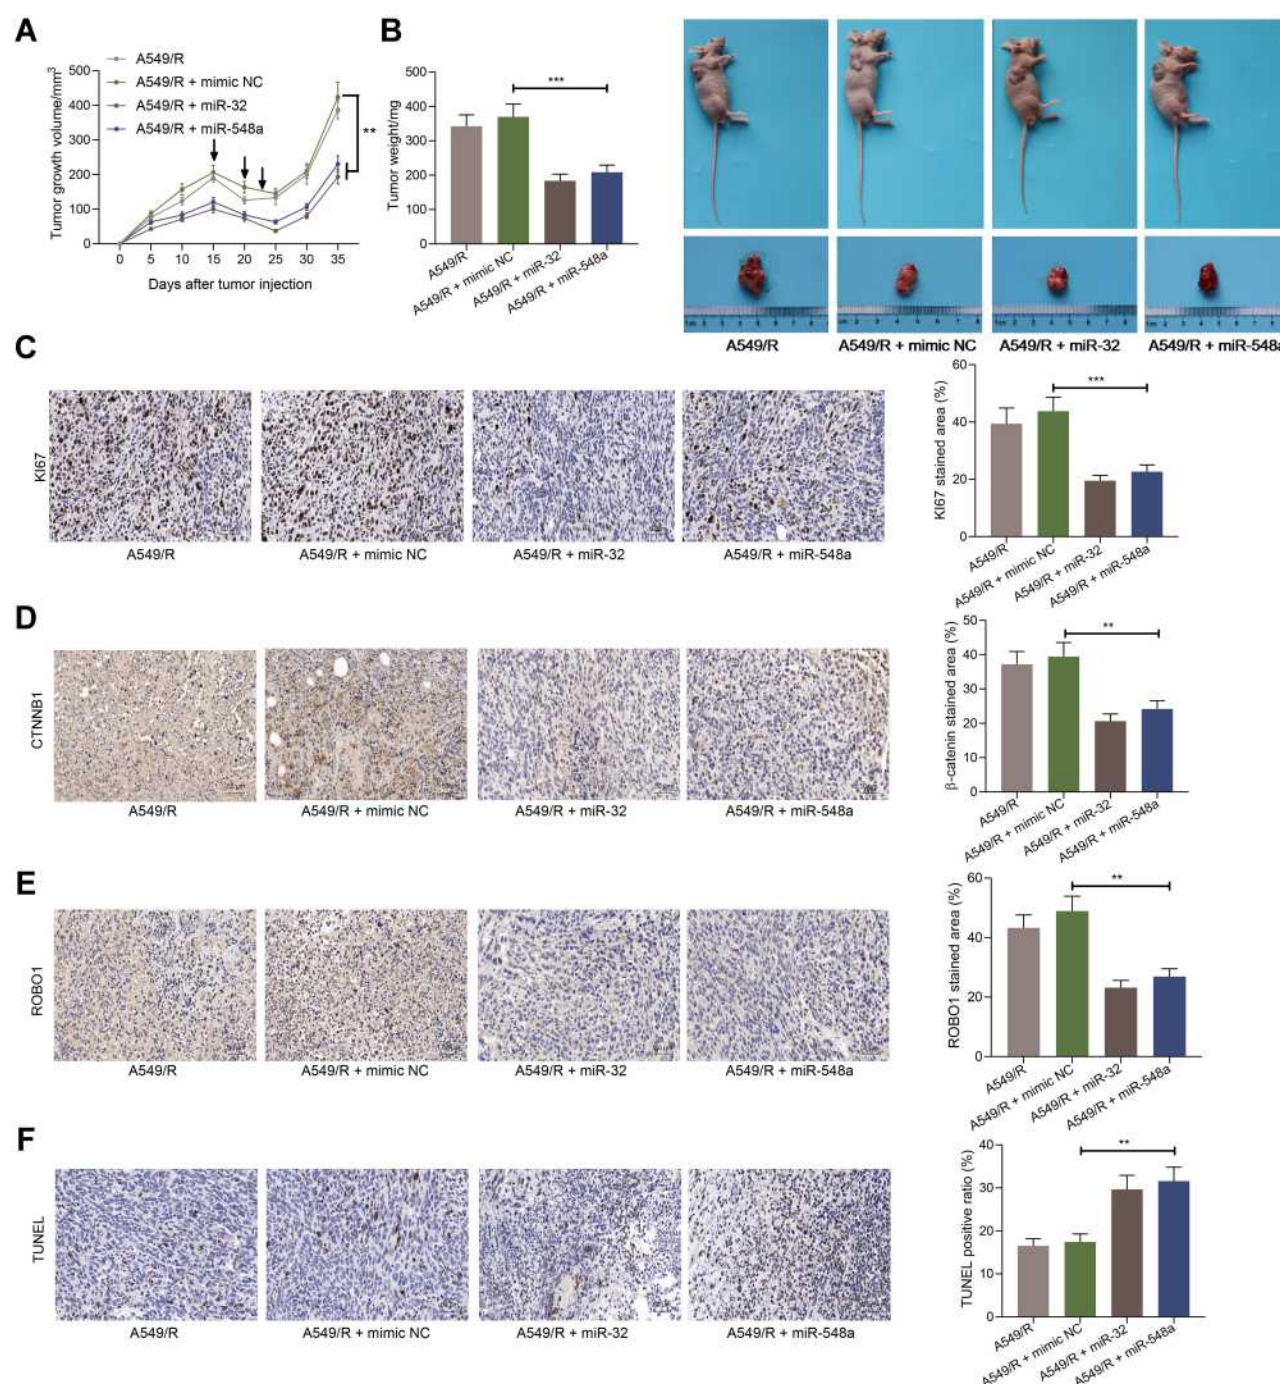 A
A549/R
A549/R + mimic NC
A549/R + miR-32
A549/R + miR-548a
Tumor growth volume/mm³
500
400
300
200
100
0
**
0 5 10 15 20 25 30 35
Days after tumor injection
B
Tumor weight/mg
500
400
300
200
100
0
***
A549/R
A549/R + mimic NC
A549/R + miR-32
A549/R + miR-548a
A549/R
A549/R + mimic NC
A549/R + miR-32
A549/R + miR-548a
C
KI67
A549/R
A549/R + mimic NC
A549/R + miR-32
A549/R + miR-548a
KI67 stained area (%)
60
40
20
0
***
A549/R
A549/R + mimic NC
A549/R + miR-32
A549/R + miR-548a
D
CTNNB1
A549/R
A549/R + mimic NC
A549/R + miR-32
A549/R + miR-548a
β-catenin stained area (%)
50
40
30
20
10
0
**
A549/R
A549/R + mimic NC
A549/R + miR-32
A549/R + miR-548a
E
ROBO1
A549/R
A549/R + mimic NC
A549/R + miR-32
A549/R + miR-548a
ROBO1 stained area (%)
60
40
20
0
**
A549/R
A549/R + mimic NC
A549/R + miR-32
A549/R + miR-548a
F
TUNEL
A549/R
A549/R + mimic NC
A549/R + miR-32
A549/R + miR-548a
TUNEL positive ratio (%)
40
30
20
10
0
**
A549/R
A549/R + mimic NC
A549/R + miR-32
A549/R + miR-548a